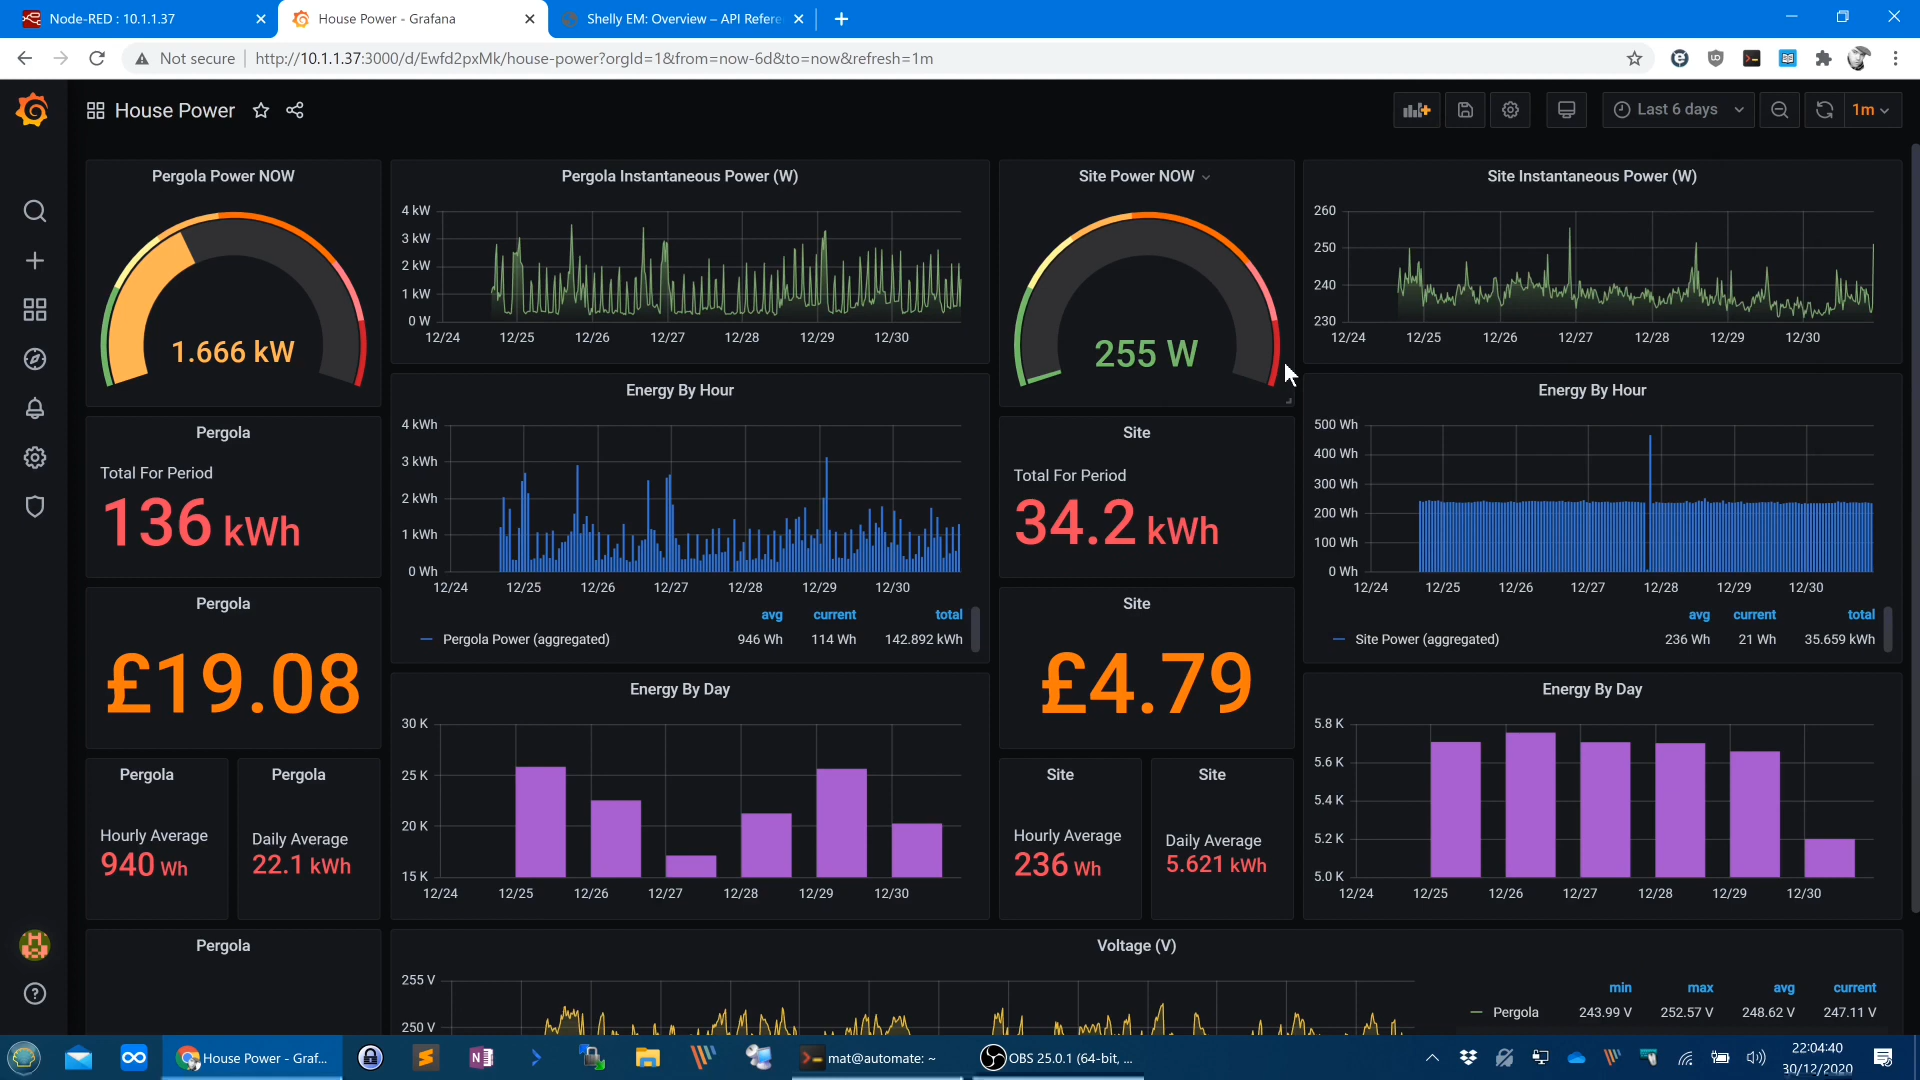 Node-RED : 10.1.1.37
House Power - Grafana
Shelly EM: Overview – API Refere
Not secure
http://10.1.1.37:3000/d/Ewfd2pxMk/house-power?orgId=1&from=now-6d&to=now&refresh=1m
House Power
Last 6 days
1m
Pergola Power NOW
1.666 kW
Pergola Instantaneous Power (W)
4 kW
3 kW
2 kW
1 kW
0 W
12/24 12/25 12/26 12/27 12/28 12/29 12/30
Site Power NOW
255 W
Site Instantaneous Power (W)
260
250
240
230
12/24 12/25 12/26 12/27 12/28 12/29 12/30
Pergola
Total For Period
136 kWh
Energy By Hour
4 kWh
3 kWh
2 kWh
1 kWh
0 Wh
12/24 12/25 12/26 12/27 12/28 12/29 12/30
avg current total
Pergola Power (aggregated) 946 Wh 114 Wh 142.892 kWh
Site
Total For Period
34.2 kWh
Energy By Hour
500 Wh
400 Wh
300 Wh
200 Wh
100 Wh
0 Wh
12/24 12/25 12/26 12/27 12/28 12/29 12/30
avg current total
Site Power (aggregated) 236 Wh 21 Wh 35.659 kWh
Pergola
£19.08
Site
£4.79
Energy By Day
30 K
25 K
20 K
15 K
12/24 12/25 12/26 12/27 12/28 12/29 12/30
Energy By Day
5.8 K
5.6 K
5.4 K
5.2 K
5.0 K
12/24 12/25 12/26 12/27 12/28 12/29 12/30
Pergola
Hourly Average
940 Wh
Pergola
Daily Average
22.1 kWh
Site
Hourly Average
236 Wh
Site
Daily Average
5.621 kWh
Pergola
Voltage (V)
255 V
250 V
min max avg current
Pergola 243.99 V 252.57 V 248.62 V 247.11 V
House Power - Graf...
mat@automate: ~
OBS 25.0.1 (64-bit, ...
22:04:40
30/12/2020